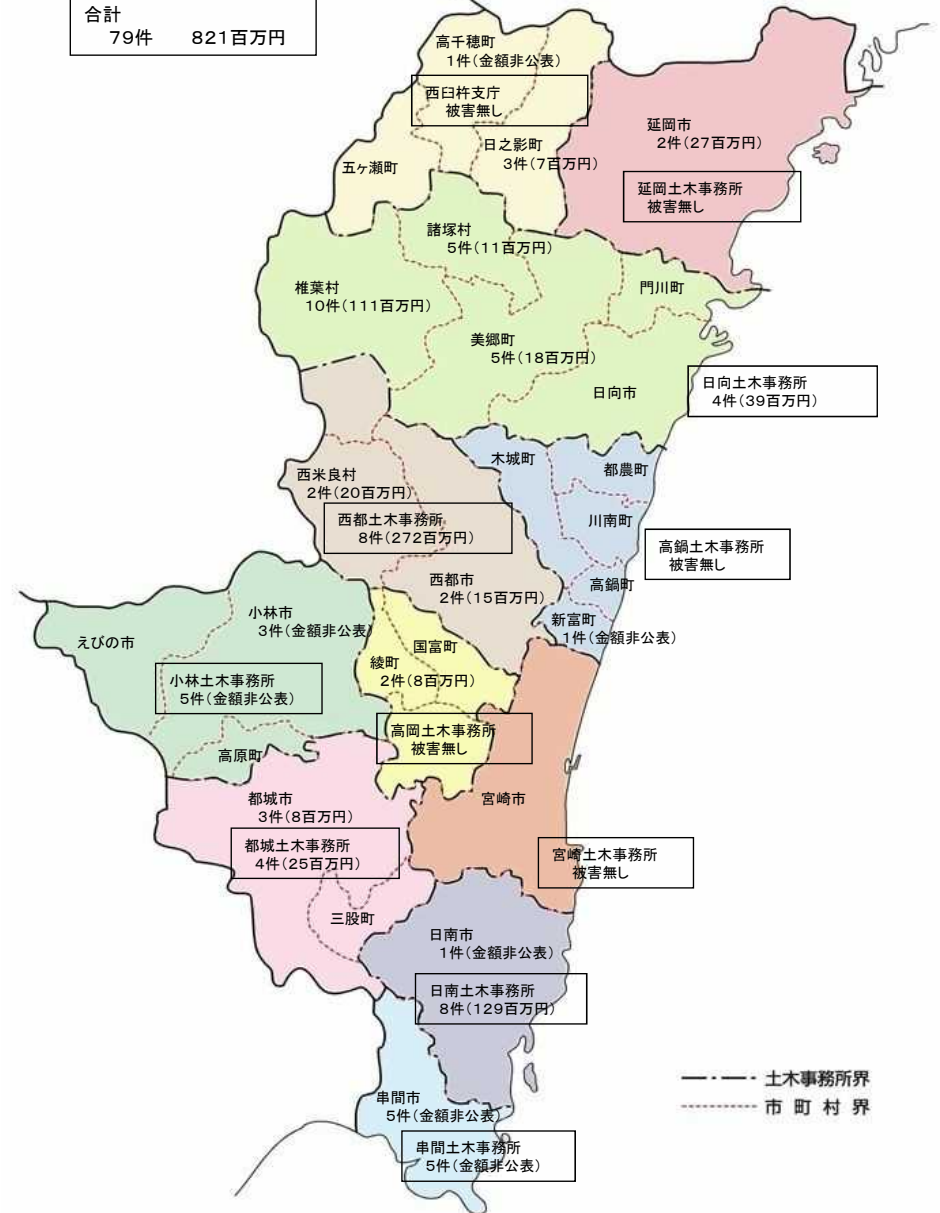 合計
79件 821百万円
高千穂町
1件(金額非公表)
西臼杵支庁
被害無し
日之影町
3件(7百万円)
五ヶ瀬町
延岡市
2件(27百万円)
延岡土木事務所
被害無し
諸塚村
5件(11百万円)
椎葉村
10件(111百万円)
門川町
美郷町
5件(18百万円)
日向市
日向土木事務所
4件(39百万円)
木城町
都農町
西米良村
2件(20百万円)
西都土木事務所
8件(272百万円)
川南町
高鍋土木事務所
被害無し
西都市
2件(15百万円)
高鍋町
新富町
1件(金額非公表)
小林市
3件(金額非公表)
えびの市
国富町
綾町
2件(8百万円)
小林土木事務所
5件(金額非公表)
高岡土木事務所
被害無し
高原町
都城市
3件(8百万円)
宮崎市
都城土木事務所
4件(25百万円)
宮崎土木事務所
被害無し
三股町
日南市
1件(金額非公表)
日南土木事務所
8件(129百万円)
土木事務所界
市町村界
串間市
5件(金額非公表)
串間土木事務所
5件(金額非公表)